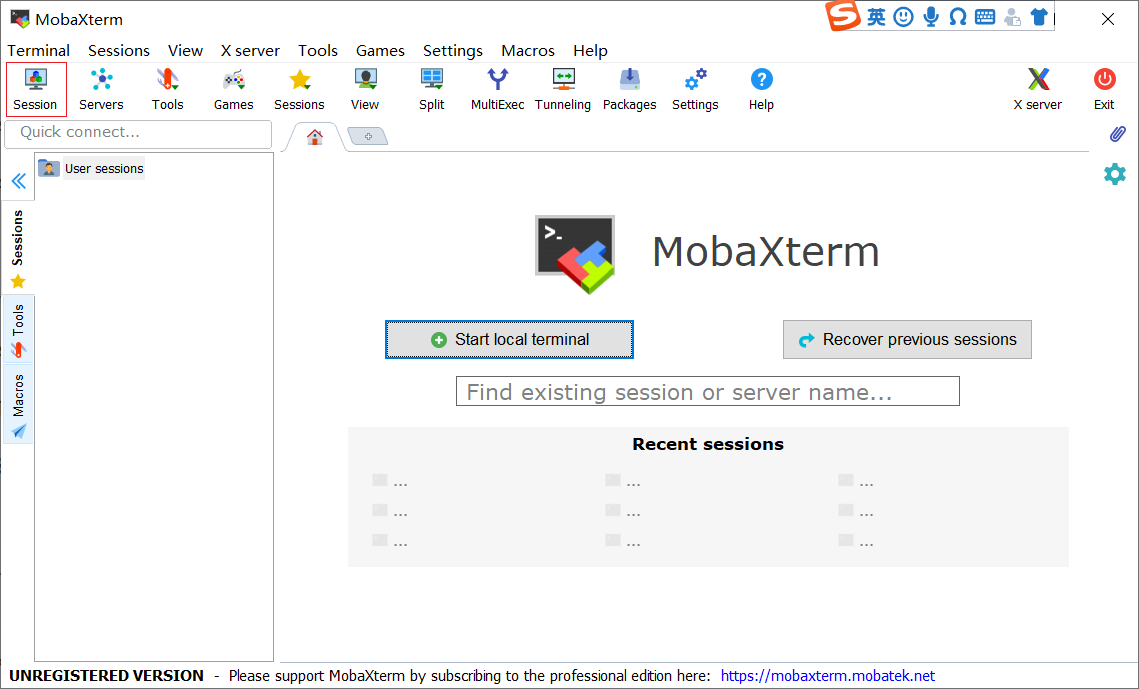 MobaXterm
英
Terminal Sessions View X server Tools Games Settings Macros Help
Session Servers Tools Games Sessions View Split MultiExec Tunneling Packages Settings Help X server Exit
Quick connect...
User sessions
Sessions
Tools
Macros
>_
MobaXterm
Start local terminal
Recover previous sessions
Find existing session or server name...
Recent sessions
... ... ...
... ... ...
... ... ...
UNREGISTERED VERSION - Please support MobaXterm by subscribing to the professional edition here: https://mobaxterm.mobatek.net